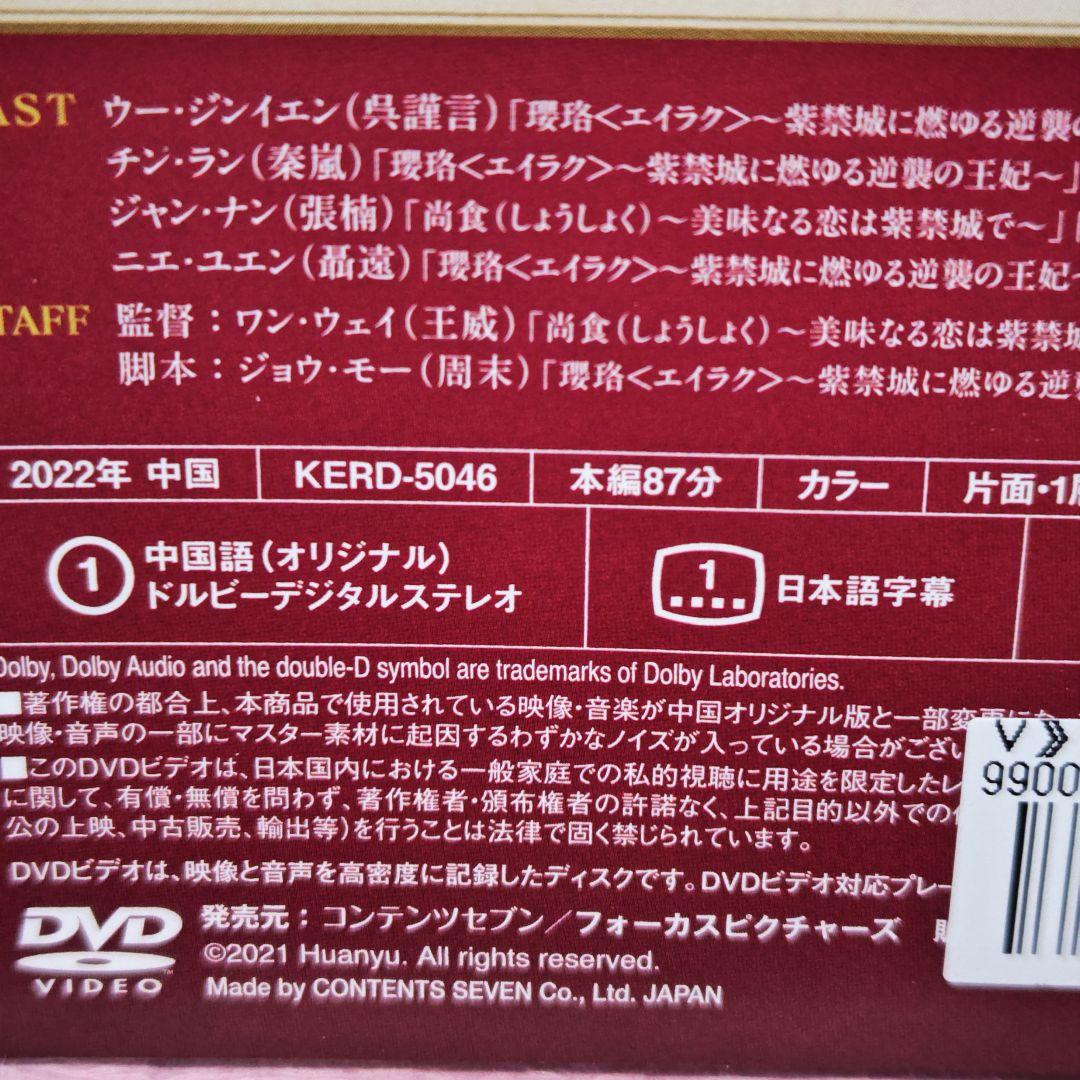 AST ウー・ジンイエン(呉謹言)「瓔珞<エイラク>～紫禁城に燃ゆる逆襲の
チン・ラン(秦嵐)「瓔珞<エイラク>～紫禁城に燃ゆる逆襲の王妃～」
ジャン・ナン(張楠)「尚食(しょうしょく)～美味なる恋は紫禁城で～」
ニエ・ユエン(聶遠)「瓔珞<エイラク>～紫禁城に燃ゆる逆襲の王妃～
TAFF 監督：ワン・ウェイ(王威)「尚食(しょうしょく)～美味なる恋は紫禁城
脚本：ジョウ・モー(周末)「瓔珞<エイラク>～紫禁城に燃ゆる逆襲
2022年 中国 KERD-5046 本編87分 カラー 片面・1層
1 中国語(オリジナル)
ドルビーデジタルステレオ
1 日本語字幕
Dolby, Dolby Audio and the double-D symbol are trademarks of Dolby Laboratories.
■著作権の都合上、本商品で使用されている映像・音楽が中国オリジナル版と一部変更にな
映像・音声の一部にマスター素材に起因するわずかなノイズが入っている場合がござい
■このDVDビデオは、日本国内における一般家庭での私的視聴に用途を限定したレ
に関して、有償・無償を問わず、著作権者・頒布権者の許諾なく、上記目的以外での
公の上映、中古販売、輸出等)を行うことは法律で固く禁じられています。
DVDビデオは、映像と音声を高密度に記録したディスクです。DVDビデオ対応プレー
DVD VIDEO
発売元：コンテンツセブン/フォーカスピクチャーズ
©2021 Huanyu. All rights reserved.
Made by CONTENTS SEVEN Co., Ltd. JAPAN
V》
9900